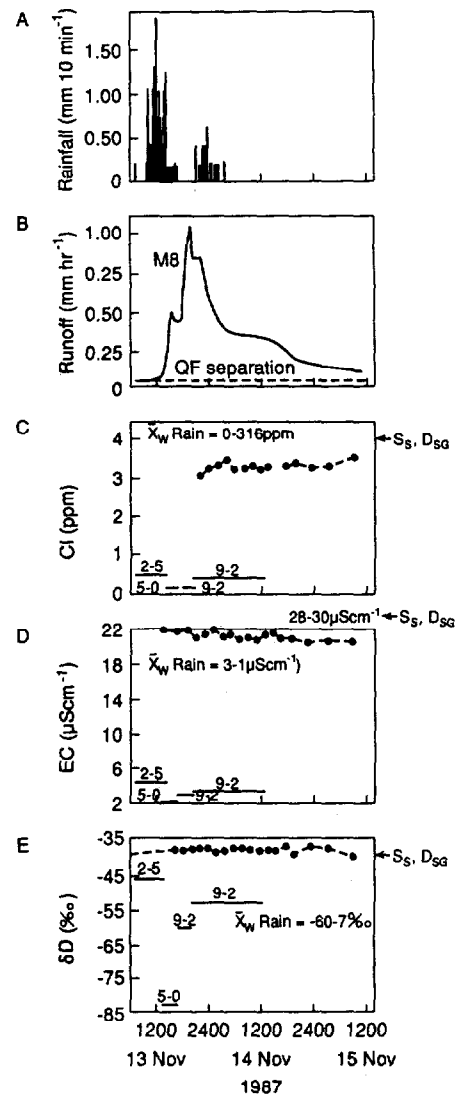 A
Rainfall (mm 10 min⁻¹)
1.50
1.00
0.50
0
B
Runoff (mm hr⁻¹)
1.00
0.25
0.50
0.25
0
M8
QF separation
C
Cl (ppm)
4
3
2
1
0
X̄w Rain = 0-316ppm
Ss, DSG
2-5
9-2
5-0
9-2
28-30µScm⁻¹
Ss, DSG
D
EC (µScm⁻¹)
22
18
14
10
6
2
X̄w Rain = 3-1µScm⁻¹)
2-5
9-2
5-0
9-2
E
δD (‰)
-35
-45
-55
-65
-75
-85
Ss, DSG
2-5
9-2
9-2
X̄w Rain = -60-7‰
5-0
1200 2400 1200 2400 1200
13 Nov 14 Nov 15 Nov
1987